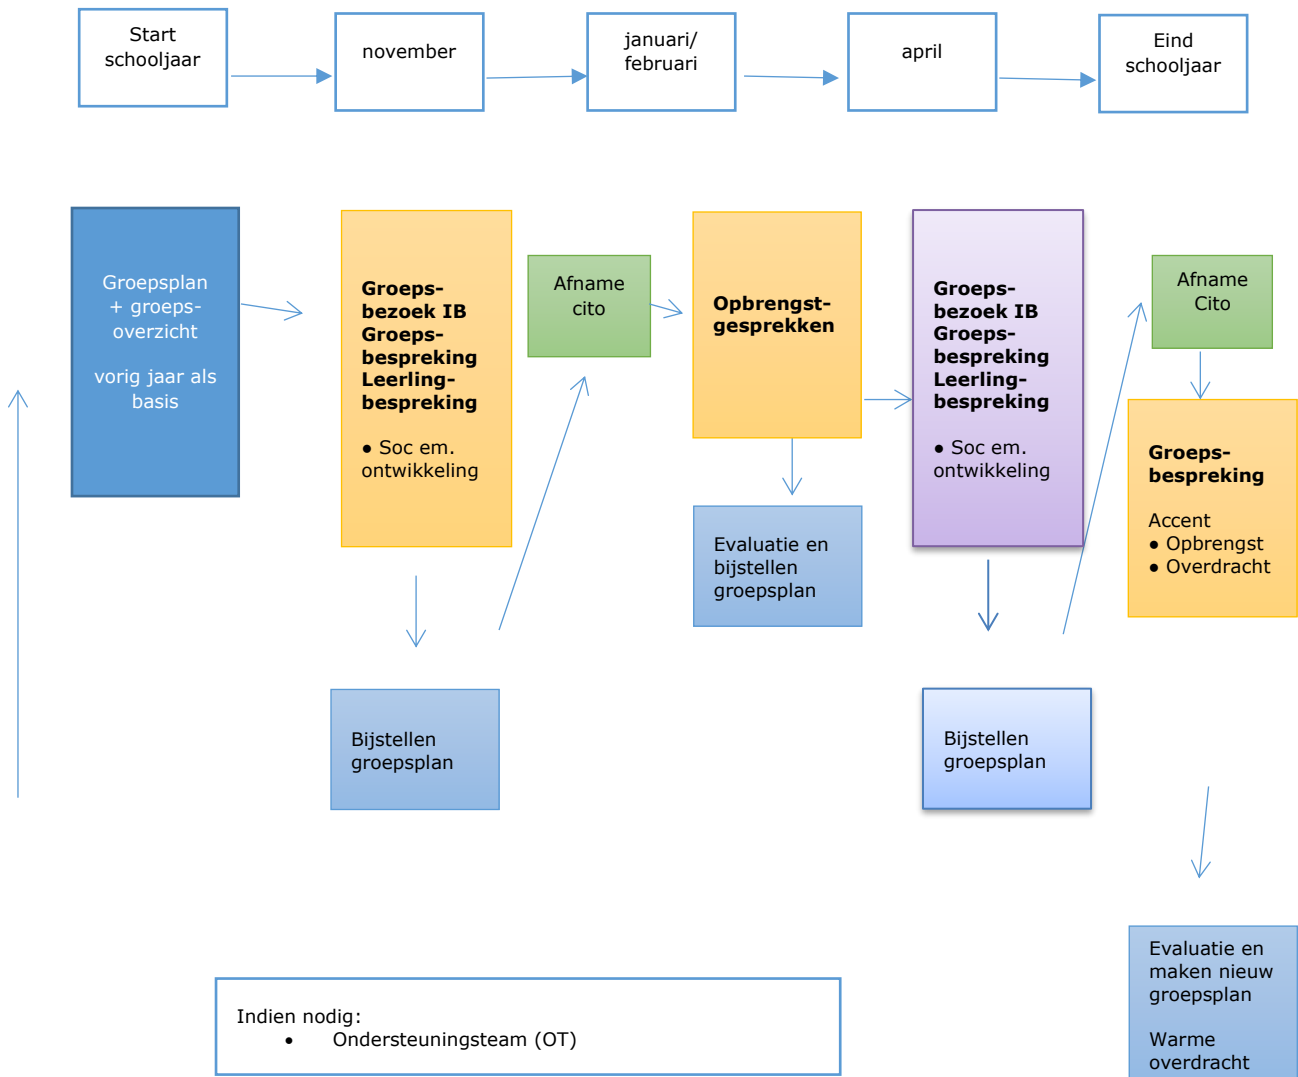 Start
schooljaar
november
januari/
februari
april
Eind
schooljaar
Groepsplan
+ groeps-
overzicht
vorig jaar als
basis
Groeps-
bezoek IB
Groeps-
bespreking
Leerling-
bespreking
● Soc em.
ontwikkeling
Bijstellen
groepsplan
Afname
cito
Opbrengst-
gesprekken
Evaluatie en
bijstellen
groepsplan
Groeps-
bezoek IB
Groeps-
bespreking
Leerling-
bespreking
● Soc em.
ontwikkeling
Bijstellen
groepsplan
Afname
Cito
Groeps-
bespreking
Accent
● Opbrengst
● Overdracht
Evaluatie en
maken nieuw
groepsplan
Warme
overdracht
Indien nodig:
• Ondersteuningsteam (OT)